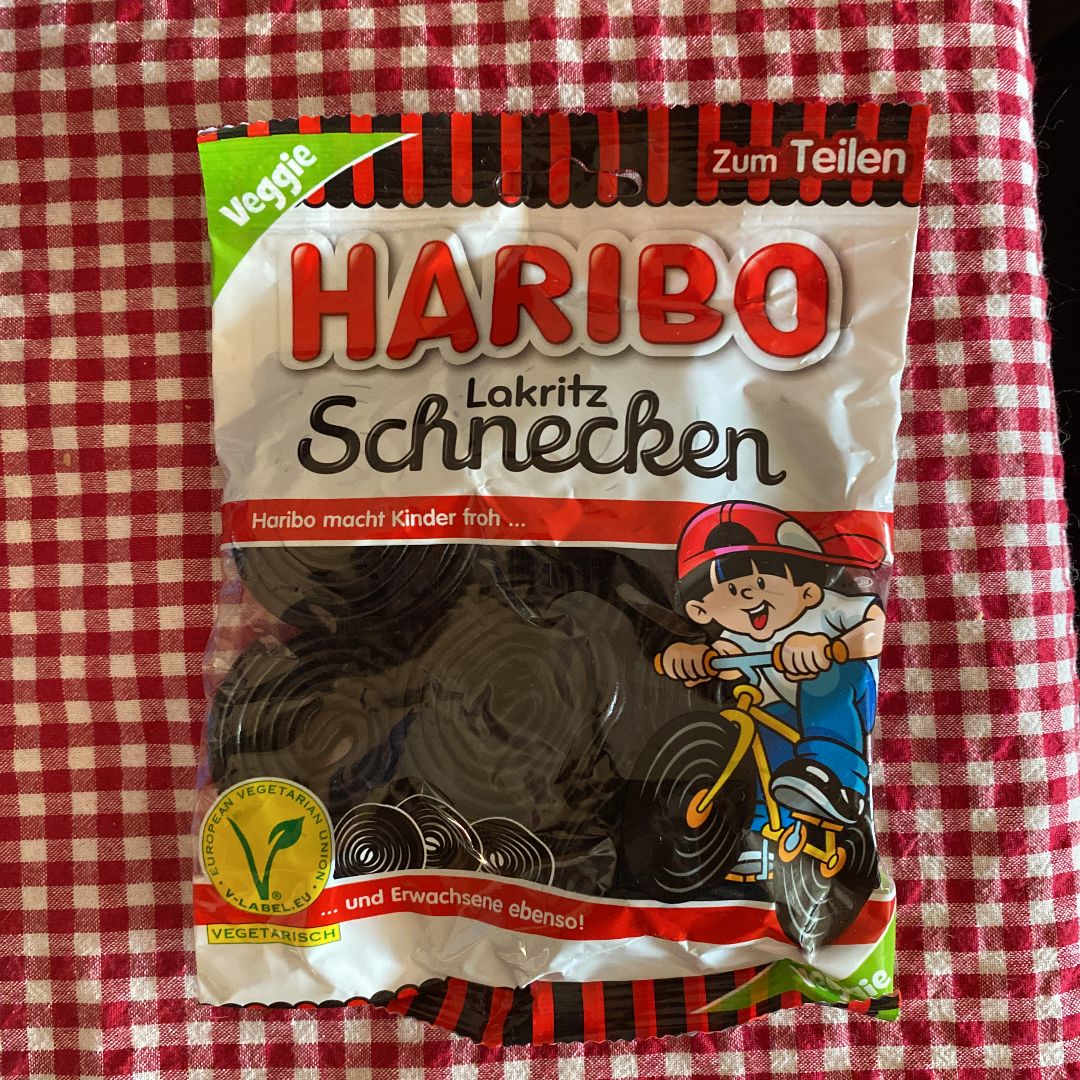 Veggie
Zum Teilen
HARIBO
Lakritz
Schnecken
Haribo macht Kinder froh ...
EUROPEAN VEGETARIAN UNION
V-LABEL.EU
®
VEGETARISCH
... und Erwachsene ebenso!